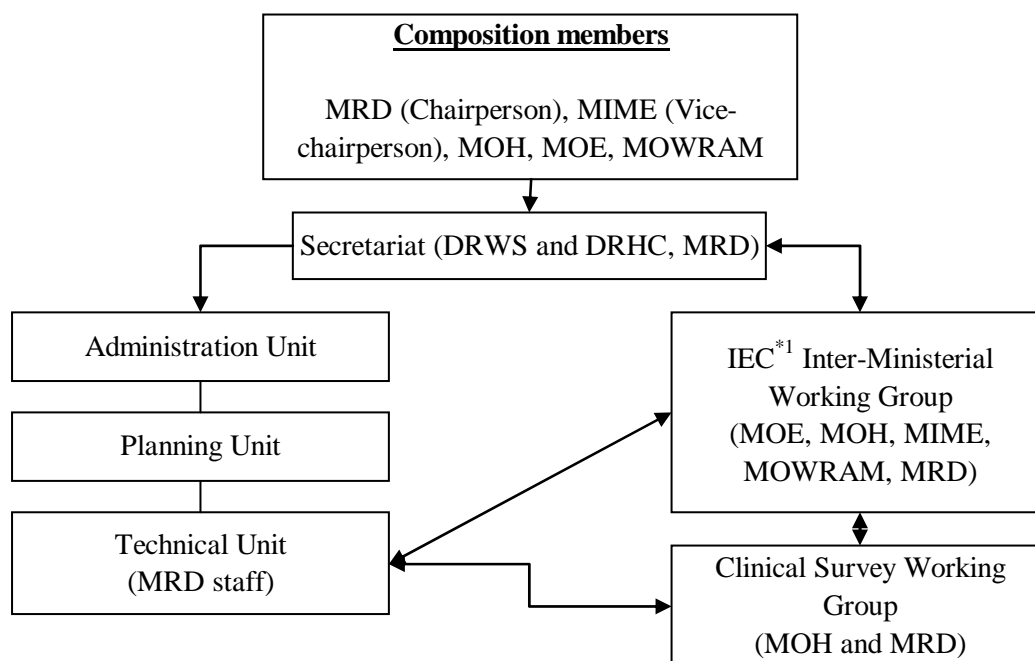 Composition members
MRD (Chairperson), MIME (Vice-
chairperson), MOH, MOE, MOWRAM
Secretariat (DRWS and DRHC, MRD)
Administration Unit
Planning Unit
Technical Unit
(MRD staff)
IEC*1 Inter-Ministerial
Working Group
(MOE, MOH, MIME,
MOWRAM, MRD)
Clinical Survey Working
Group
(MOH and MRD)